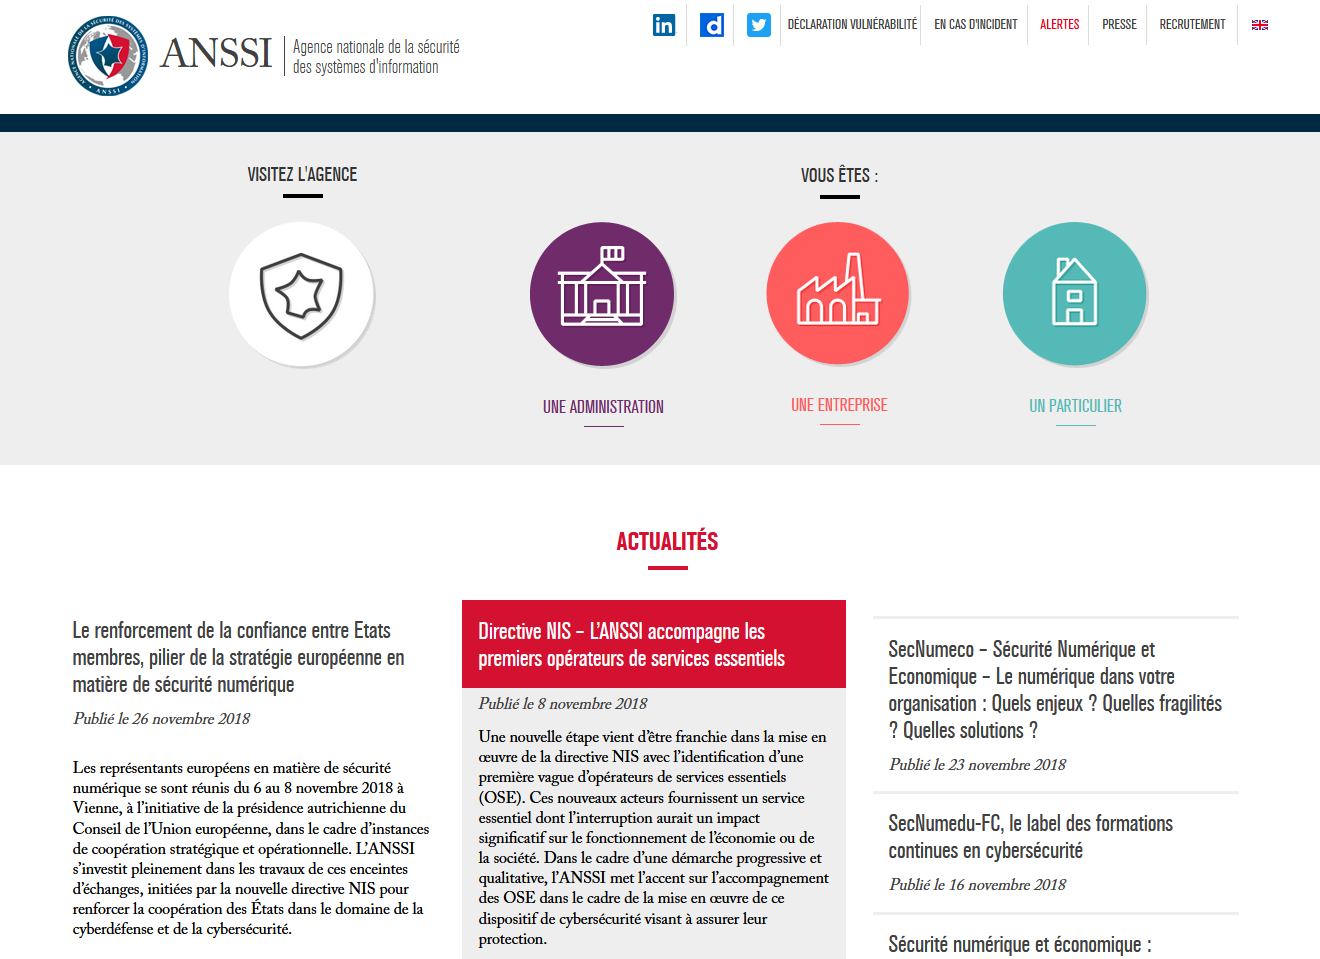 ANSSI
Agence nationale de la sécurité
des systèmes d'information
in
d
DÉCLARATION VULNÉRABILITÉ
EN CAS D'INCIDENT
ALERTES
PRESSE
RECRUTEMENT
VISITEZ L'AGENCE
VOUS ÊTES :
UNE ADMINISTRATION
UNE ENTREPRISE
UN PARTICULIER
ACTUALITÉS
Le renforcement de la confiance entre Etats
membres, pilier de la stratégie européenne en
matière de sécurité numérique
Publié le 26 novembre 2018
Les représentants européens en matière de sécurité
numérique se sont réunis du 6 au 8 novembre 2018 à
Vienne, à l’initiative de la présidence autrichienne du
Conseil de l’Union européenne, dans le cadre d’instances
de coopération stratégique et opérationnelle. L’ANSSI
s’investit pleinement dans les travaux de ces enceintes
d’échanges, initiées par la nouvelle directive NIS pour
renforcer la coopération des États dans le domaine de la
cyberdéfense et de la cybersécurité.
Directive NIS – L’ANSSI accompagne les
premiers opérateurs de services essentiels
Publié le 8 novembre 2018
Une nouvelle étape vient d’être franchie dans la mise en
œuvre de la directive NIS avec l’identification d’une
première vague d’opérateurs de services essentiels
(OSE). Ces nouveaux acteurs fournissent un service
essentiel dont l’interruption aurait un impact
significatif sur le fonctionnement de l’économie ou de
la société. Dans le cadre d’une démarche progressive et
qualitative, l’ANSSI met l’accent sur l’accompagnement
des OSE dans le cadre de la mise en œuvre de ce
dispositif de cybersécurité visant à assurer leur
protection.
SecNumeco – Sécurité Numérique et
Economique – Le numérique dans votre
organisation : Quels enjeux ? Quelles fragilités
? Quelles solutions ?
Publié le 23 novembre 2018
SecNumedu-FC, le label des formations
continues en cybersécurité
Publié le 16 novembre 2018
Sécurité numérique et économique :